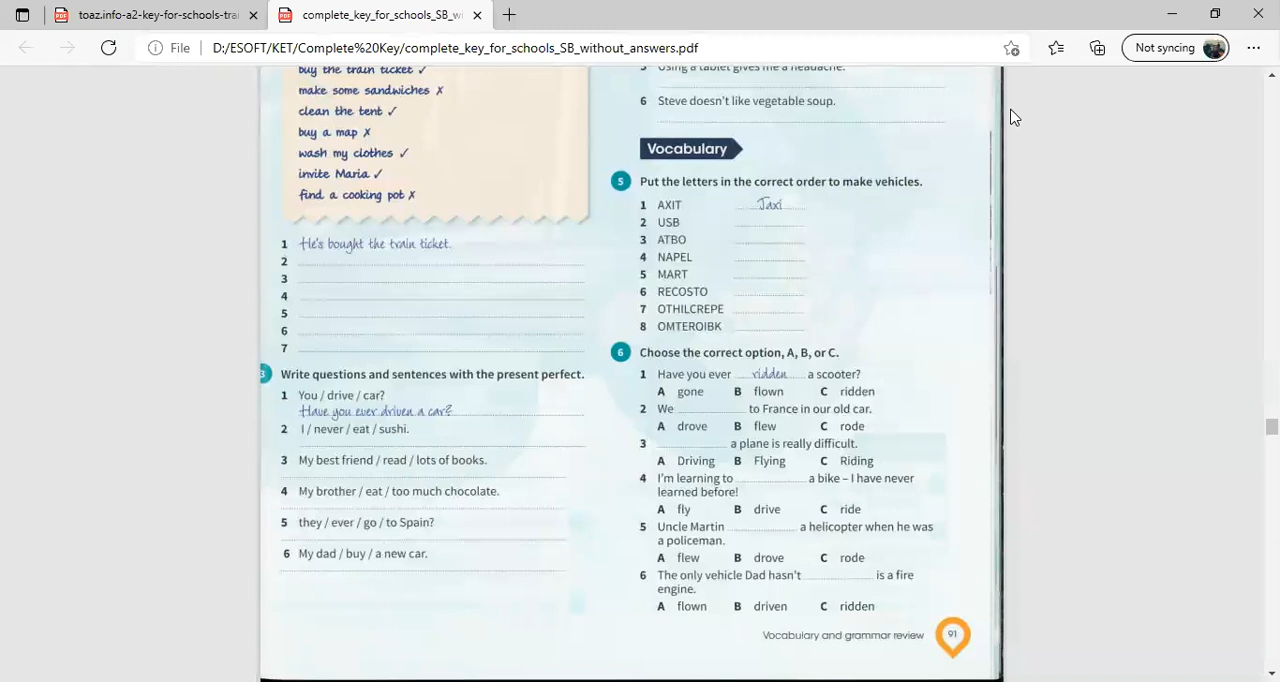 toaz.info-a2-key-for-schools-trai
complete_key_for_schools_SB_wi
File
D:/ESOFT/KET/Complete%20Key/complete_key_for_schools_SB_without_answers.pdf
Not syncing
buy the train ticket ✓
make some sandwiches ✗
clean the tent ✓
buy a map ✗
wash my clothes ✓
invite Maria ✓
find a cooking pot ✗
1 He's bought the train ticket.
2
3
4
5
6
7
3 Write questions and sentences with the present perfect.
1 You / drive / car?
Have you ever driven a car?
2 I / never / eat / sushi.
3 My best friend / read / lots of books.
4 My brother / eat / too much chocolate.
5 they / ever / go / to Spain?
6 My dad / buy / a new car.
5 Using a tablet gives me a headache.
6 Steve doesn't like vegetable soup.
Vocabulary
5 Put the letters in the correct order to make vehicles.
1 AXIT Taxi
2 USB
3 ATBO
4 NAPEL
5 MART
6 RECOSTO
7 OTHILCREPE
8 OMTEROIBK
6 Choose the correct option, A, B, or C.
1 Have you ever ridden a scooter?
A gone B flown C ridden
2 We to France in our old car.
A drove B flew C rode
3 a plane is really difficult.
A Driving B Flying C Riding
4 I'm learning to a bike – I have never
learned before!
A fly B drive C ride
5 Uncle Martin a helicopter when he was
a policeman.
A flew B drove C rode
6 The only vehicle Dad hasn't is a fire
engine.
A flown B driven C ridden
Vocabulary and grammar review 91